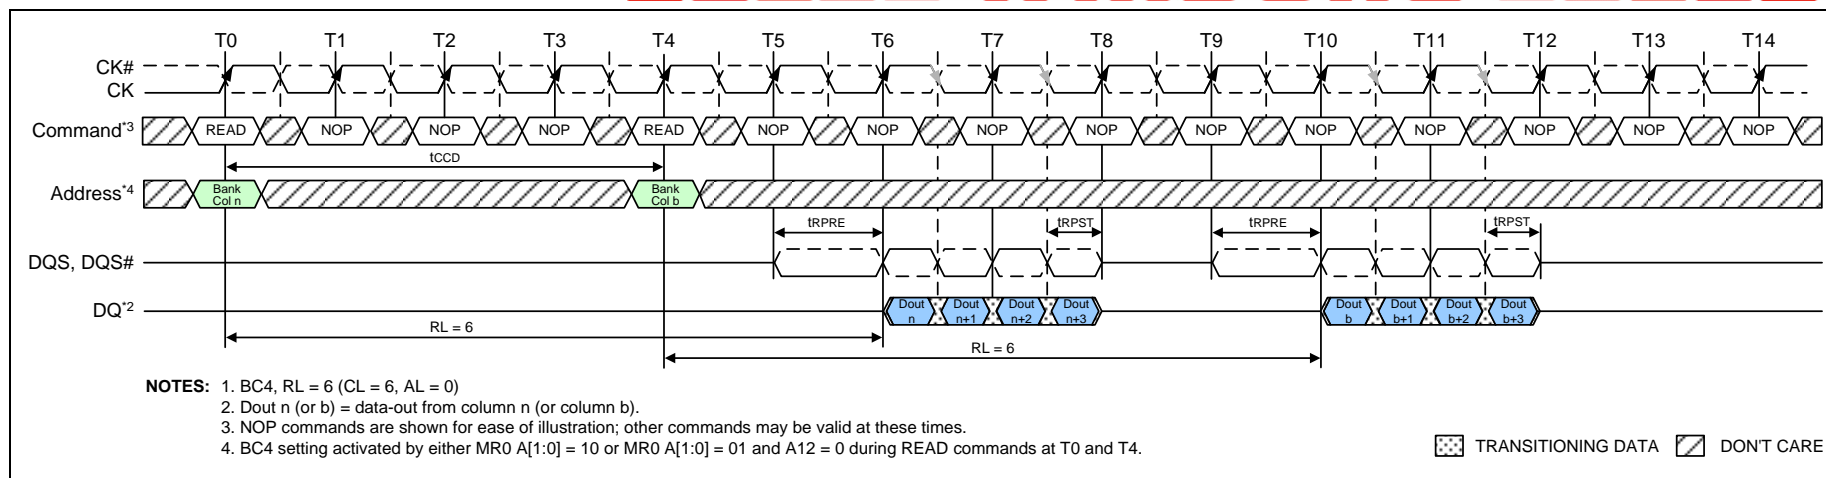 T0 T1 T2 T3 T4 T5 T6 T7 T8 T9 T10 T11 T12 T13 T14
CK#
CK
Command*3 READ NOP NOP NOP READ NOP NOP NOP NOP NOP NOP NOP NOP NOP NOP
tCCD
Address*4 Bank Col n Bank Col b
tRPRE tRPST tRPRE tRPST
DQS, DQS#
DQ*2 Dout n Dout n+1 Dout n+2 Dout n+3 Dout b Dout b+1 Dout b+2 Dout b+3
RL = 6
RL = 6
NOTES: 1. BC4, RL = 6 (CL = 6, AL = 0)
2. Dout n (or b) = data-out from column n (or column b).
3. NOP commands are shown for ease of illustration; other commands may be valid at these times.
4. BC4 setting activated by either MR0 A[1:0] = 10 or MR0 A[1:0] = 01 and A12 = 0 during READ commands at T0 and T4.
TRANSITIONING DATA DON'T CARE